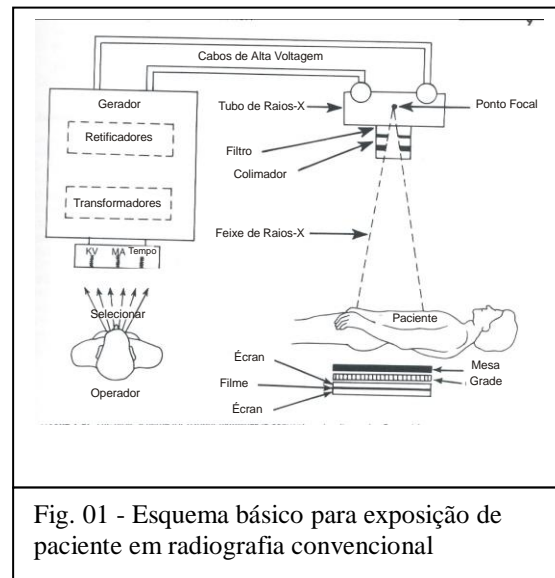 Cabos de Alta Voltagem
Gerador
Tubo de Raios-X
Ponto Focal
Retificadores
Filtro
Colimador
Transformadores
Feixe de Raios-X
KV MA Tempo
Selecionar
Paciente
Operador
Écran
Mesa
Filme
Grade
Écran
Fig. 01 - Esquema básico para exposição de
paciente em radiografia convencional